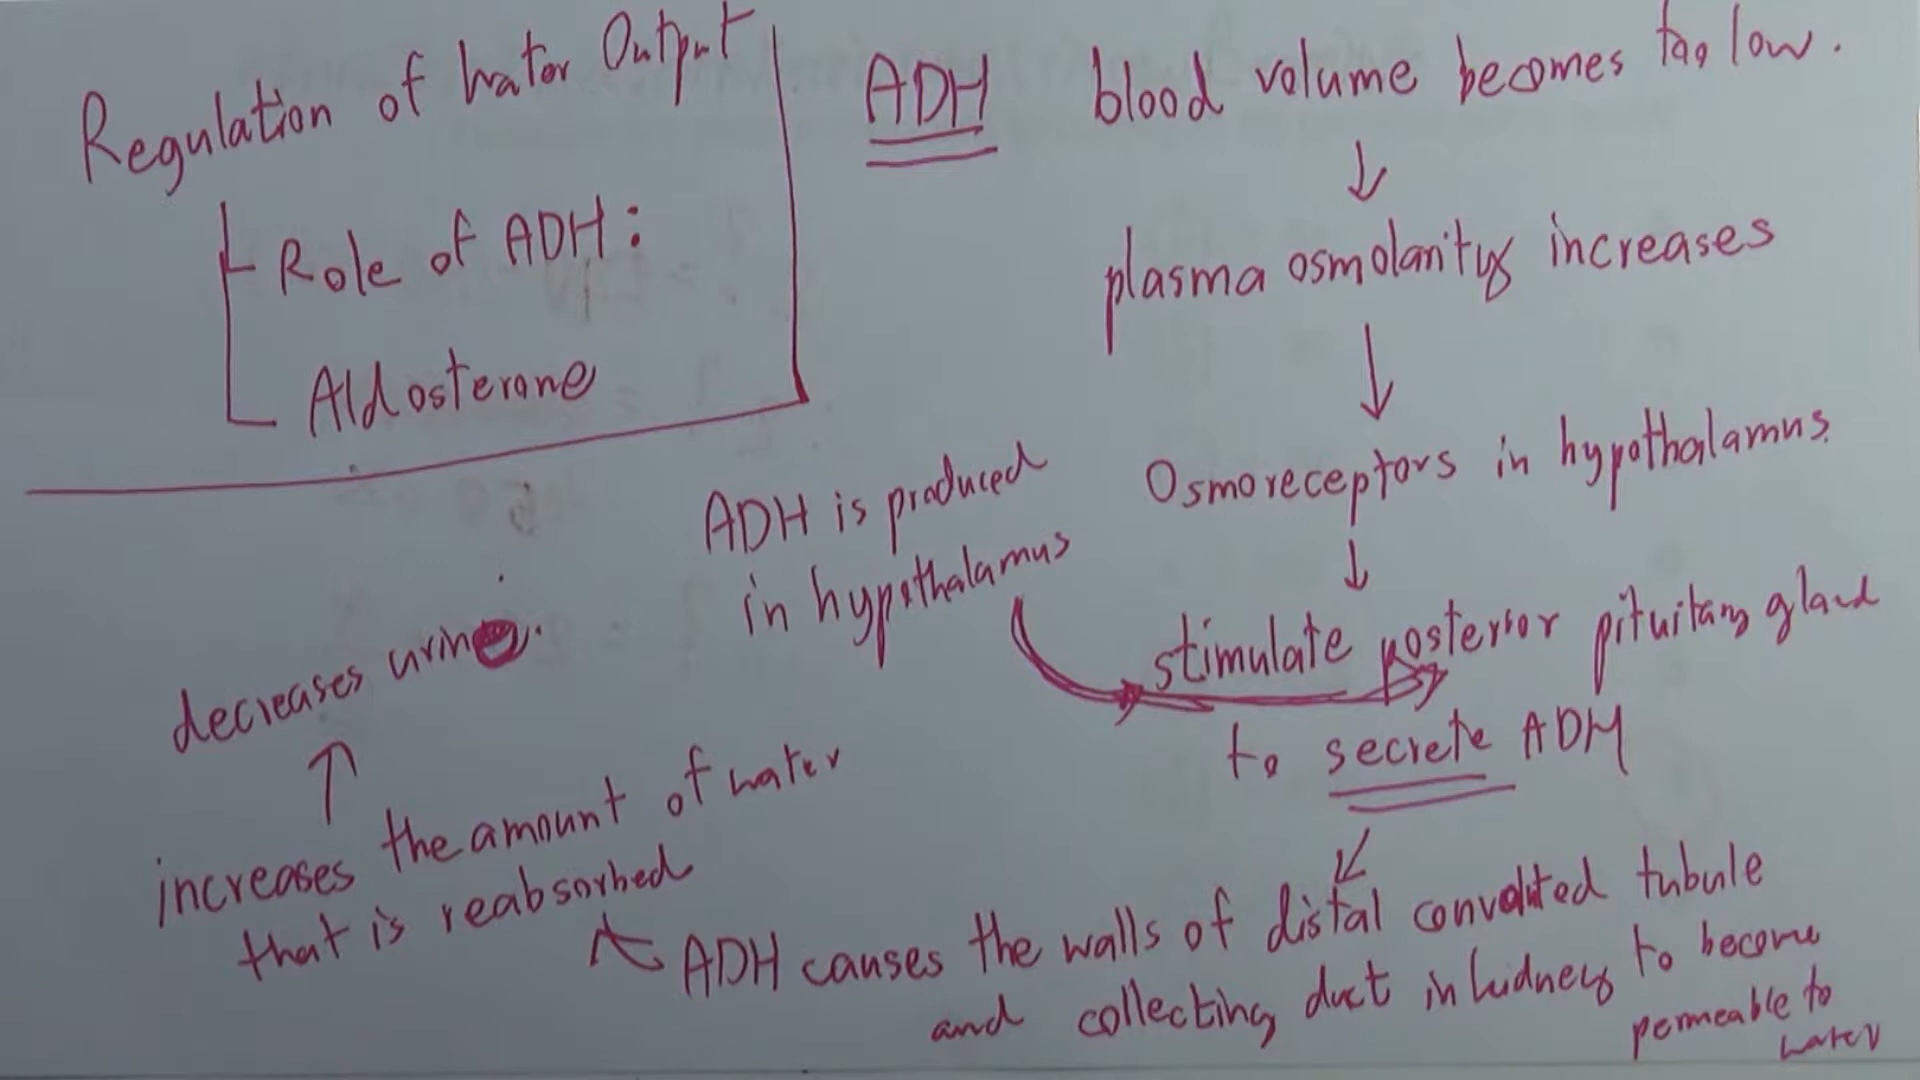 Regulation of Water Output
Role of ADH:
Aldosterone
ADH
blood volume becomes too low.
plasma osmolarity increases
Osmoreceptors in hypothalamus
ADH is produced
in hypothalamus
stimulate posterior pituitary gland
to secrete ADH
ADH causes the walls of distal convoluted tubule
and collecting duct in kidneys to become
permeable to
water
increases the amount of water
that is reabsorbed
decreases urine.